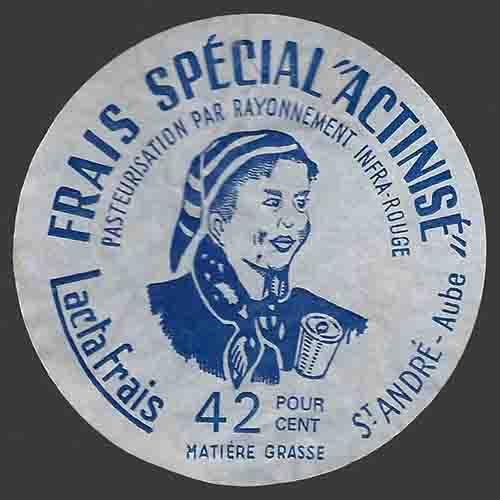 FRAIS SPÉCIAL "ACTINISÉ"
PASTEURISATION PAR RAYONNEMENT INFRA-ROUGE
Lactafrais
42 POUR CENT
MATIÈRE GRASSE
ST ANDRÉ - Aube